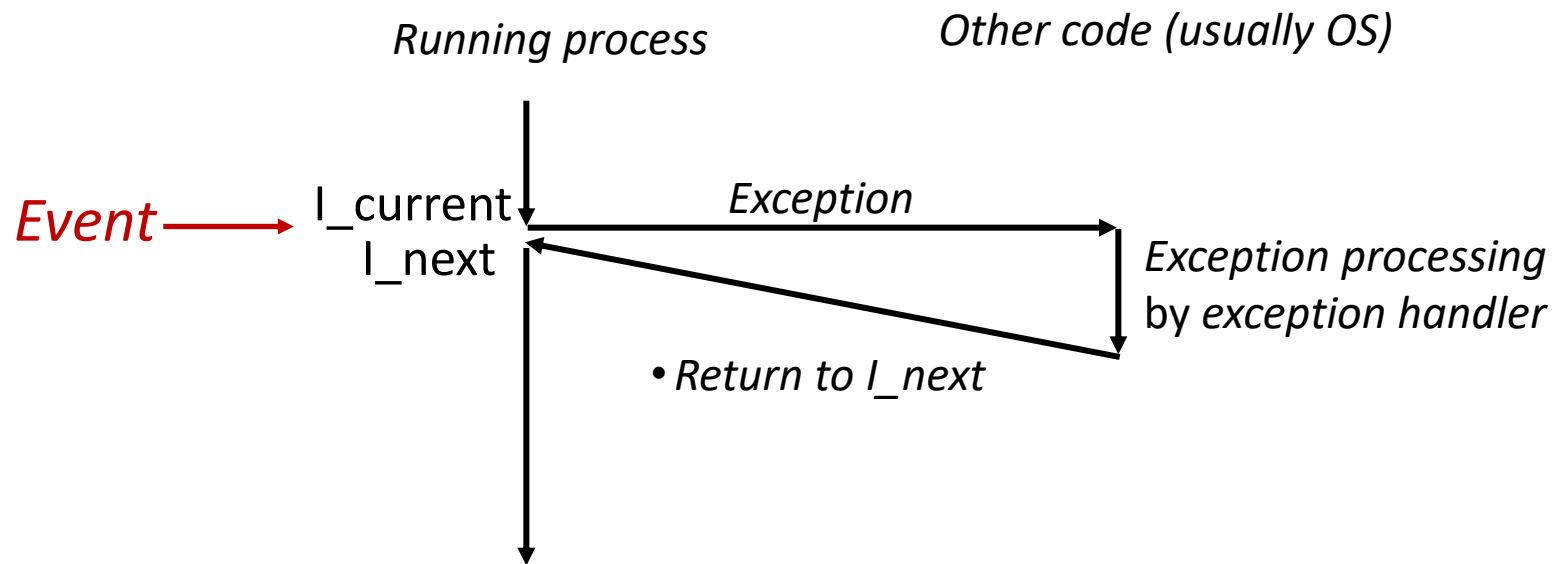 Running process
Other code (usually OS)
Event
I_current
I_next
Exception
Exception processing
by exception handler
• Return to I_next